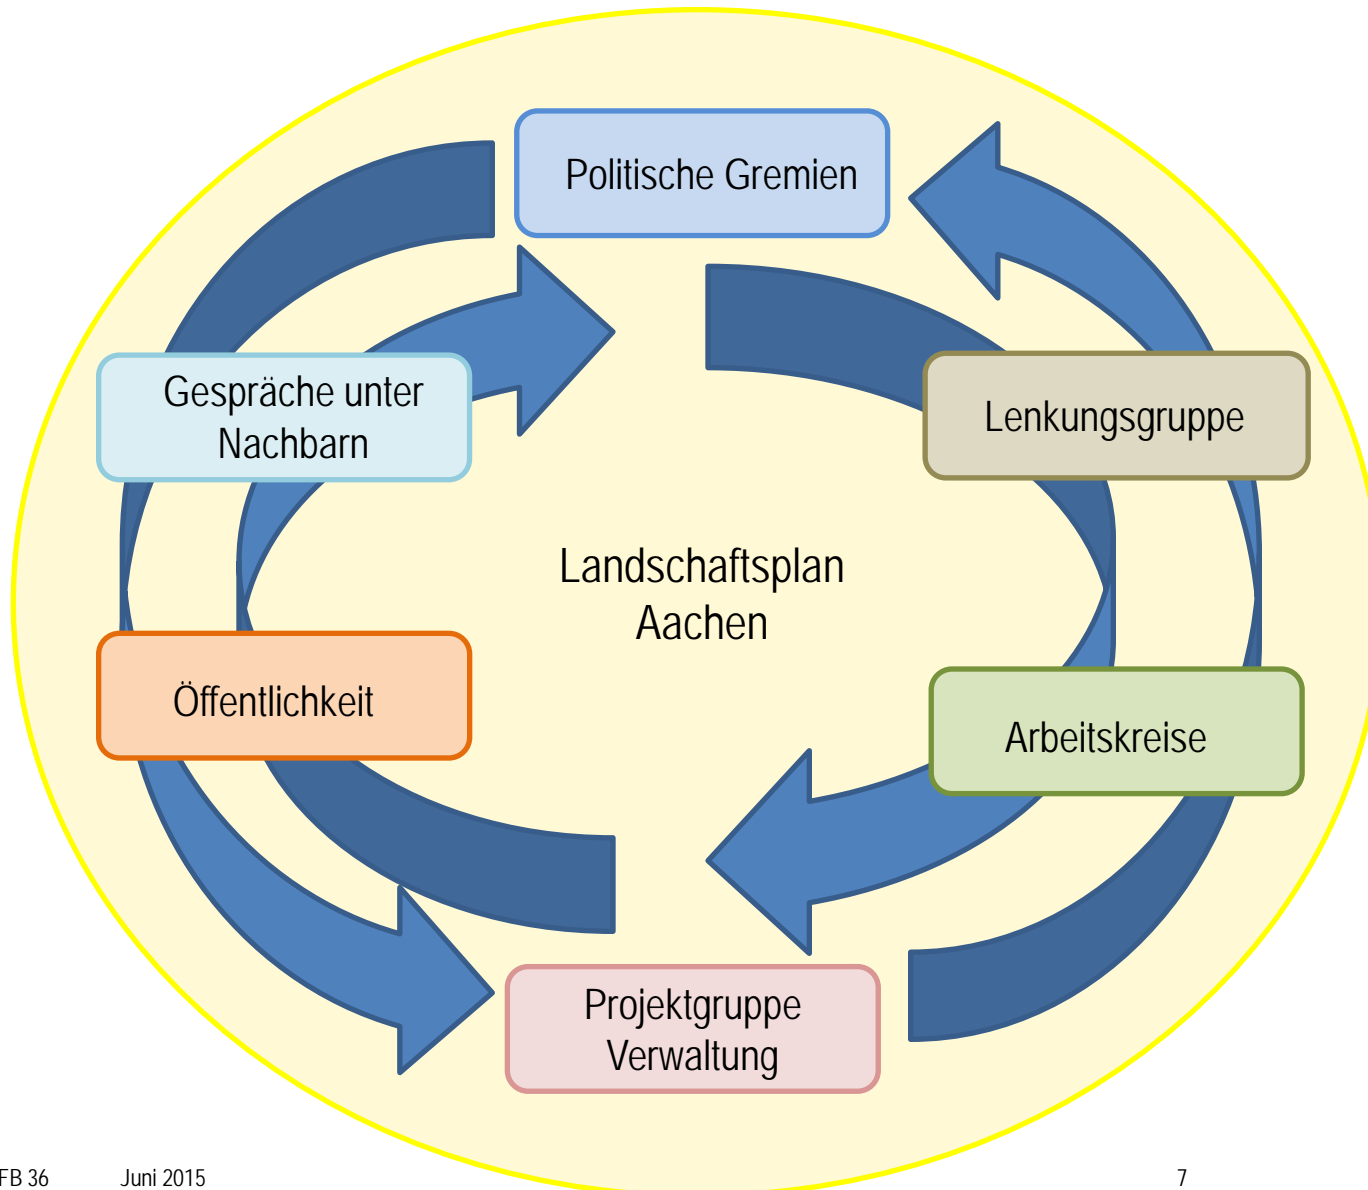 Politische Gremien
Gespräche unter
Nachbarn
Lenkungsgruppe
Landschaftsplan
Aachen
Öffentlichkeit
Arbeitskreise
Projektgruppe
Verwaltung
FB 36 Juni 2015 7